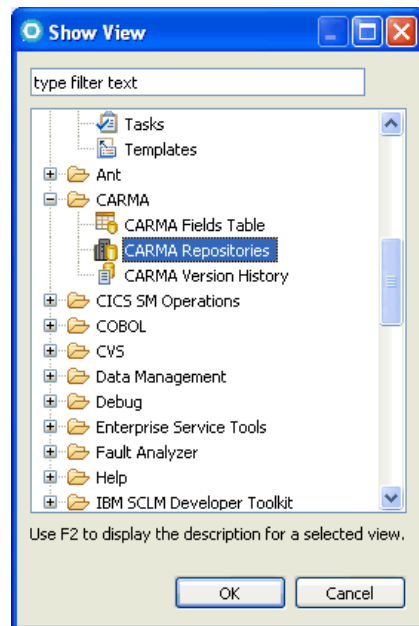 Show View
type filter text
Tasks
Templates
Ant
CARMA
CARMA Fields Table
CARMA Repositories
CARMA Version History
CICS SM Operations
COBOL
CVS
Data Management
Debug
Enterprise Service Tools
Fault Analyzer
Help
IBM SCLM Developer Toolkit
Use F2 to display the description for a selected view.
OK Cancel